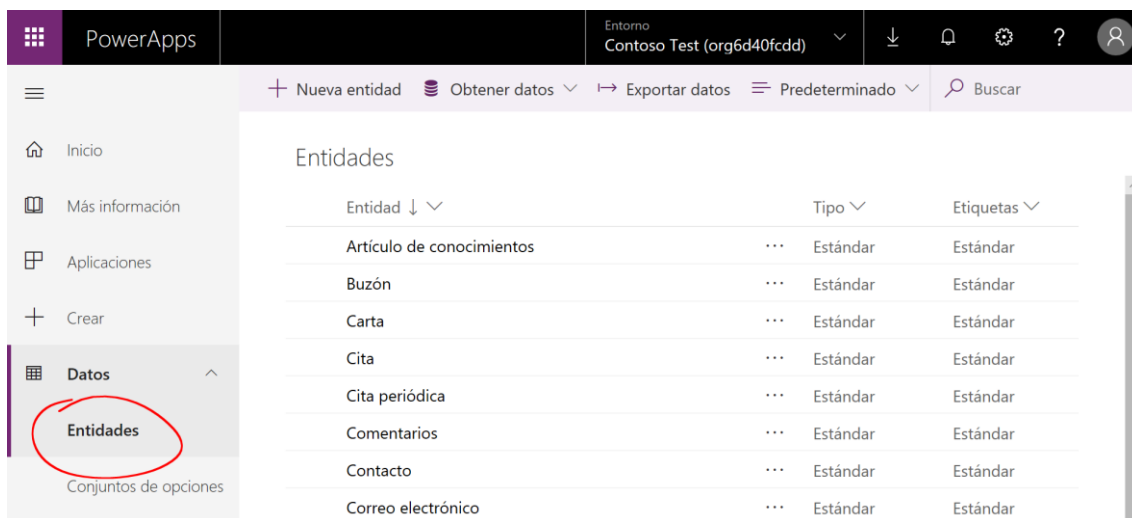 PowerApps
Entorno
Contoso Test (org6d40fcdd)
?
Nueva entidad Obtener datos Exportar datos Predeterminado Buscar
Inicio
Más información
Aplicaciones
Crear
Datos
Entidades
Conjuntos de opciones
Entidades
Entidad ↓ Tipo Etiquetas
Artículo de conocimientos ... Estándar Estándar
Buzón ... Estándar Estándar
Carta ... Estándar Estándar
Cita ... Estándar Estándar
Cita periódica ... Estándar Estándar
Comentarios ... Estándar Estándar
Contacto ... Estándar Estándar
Correo electrónico ... Estándar Estándar